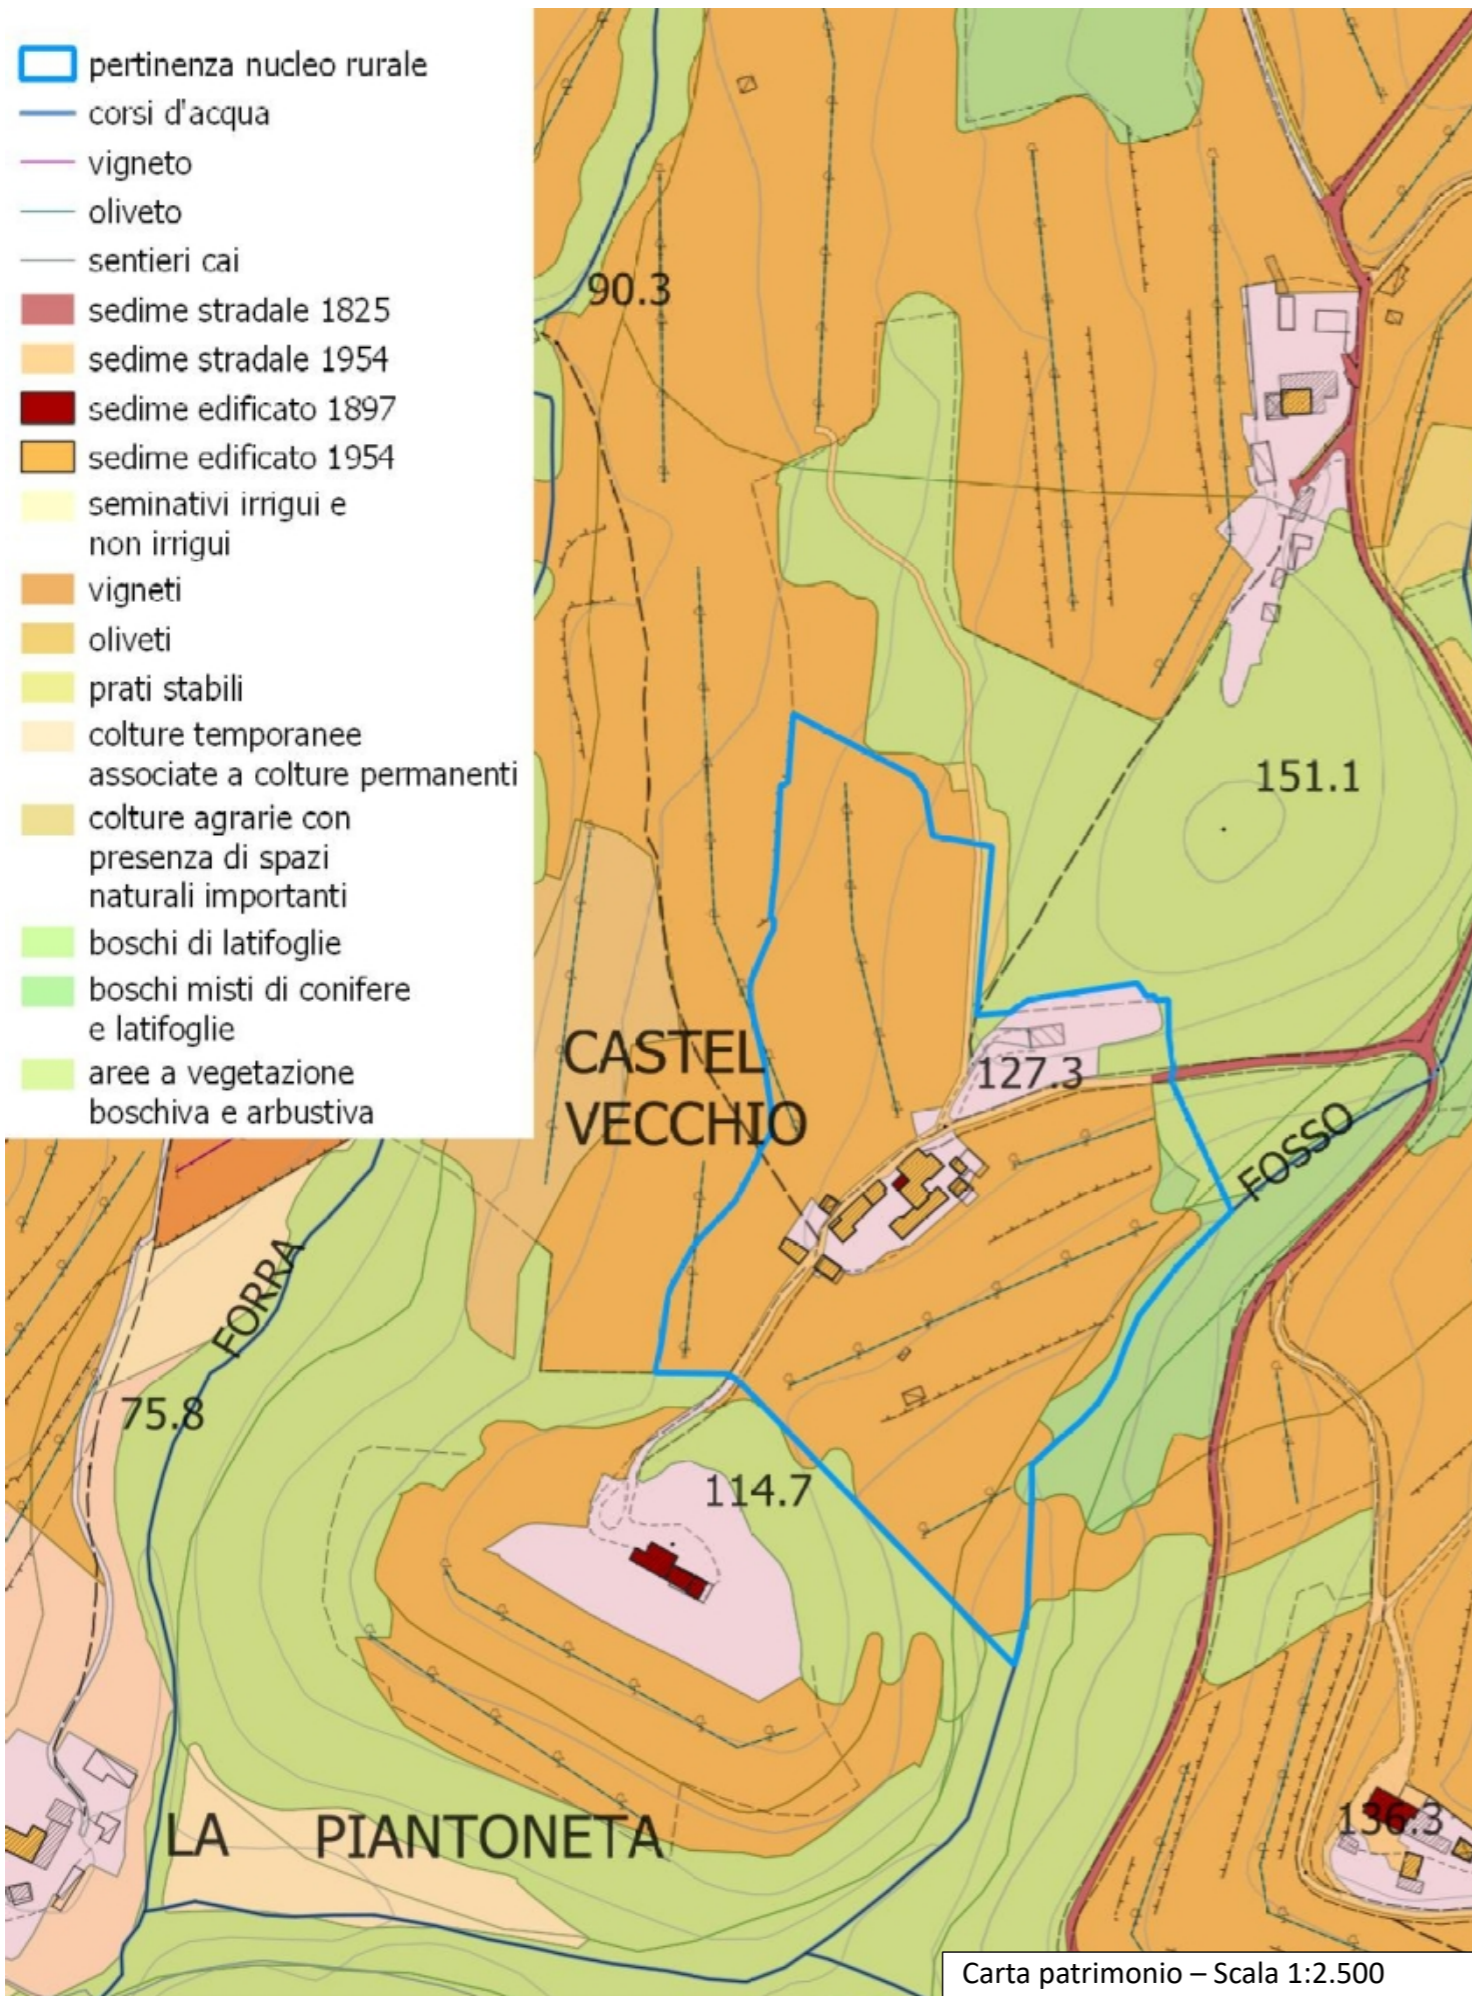 pertinenza nucleo rurale
corsi d'acqua
vigneto
oliveto
sentieri cai
sedime stradale 1825
sedime stradale 1954
sedime edificato 1897
sedime edificato 1954
seminativi irrigui e
non irrigui
vigneti
oliveti
prati stabili
colture temporanee
associate a colture permanenti
colture agrarie con
presenza di spazi
naturali importanti
boschi di latifoglie
boschi misti di conifere
e latifoglie
aree a vegetazione
boschiva e arbustiva
90.3
151.1
CASTEL
VECCHIO
127.3
FOSSO
FORRA
75.8
114.7
LA PIANTONETA
136.3
Carta patrimonio – Scala 1:2.500